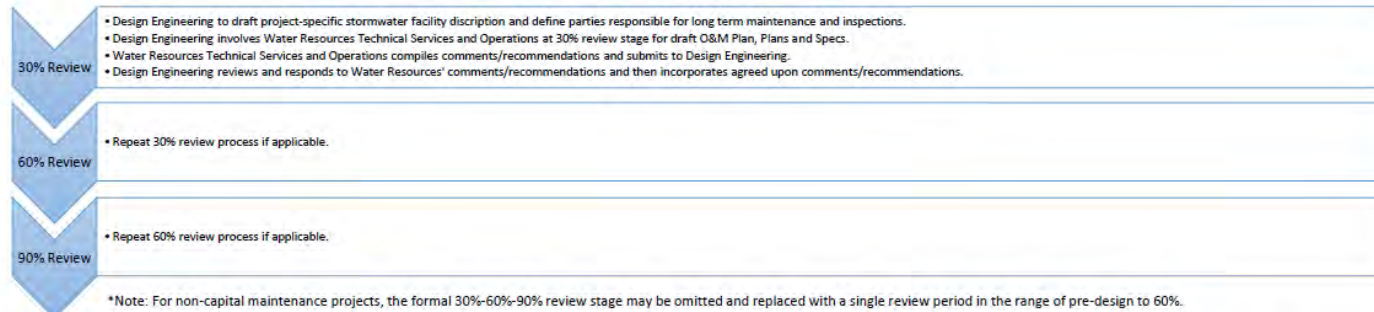 • Design Engineering to draft project-specific stormwater facility discription and define parties responsible for long term maintenance and inspections.
• Design Engineering involves Water Resources Technical Services and Operations at 30% review stage for draft O&M Plan, Plans and Specs.
• Water Resources Technical Services and Operations compiles comments/recommendations and submits to Design Engineering.
• Design Engineering reviews and responds to Water Resources' comments/recommendations and then incorporates agreed upon comments/recommendations.
30% Review
• Repeat 30% review process if applicable.
60% Review
• Repeat 60% review process if applicable.
90% Review
*Note: For non-capital maintenance projects, the formal 30%-60%-90% review stage may be omitted and replaced with a single review period in the range of pre-design to 60%.